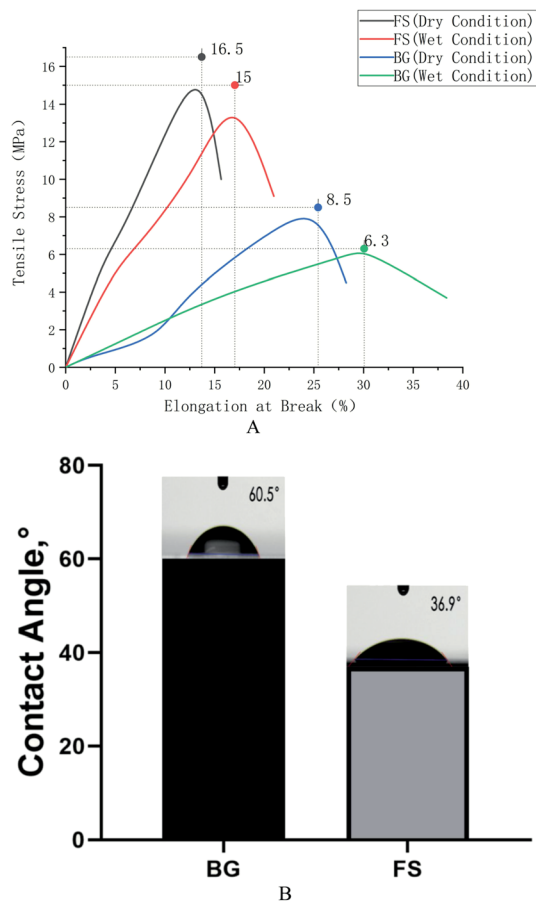 FS(Dry Condition)
FS(Wet Condition)
BG(Dry Condition)
BG(Wet Condition)
16.5
15
8.5
6.3
16
14
12
10
8
6
4
2
0
0 5 10 15 20 25 30 35 40
Tensile Stress (MPa)
Elongation at Break (%)
A
80
60
40
20
0
Contact Angle,°
60.5°
36.9°
BG FS
B